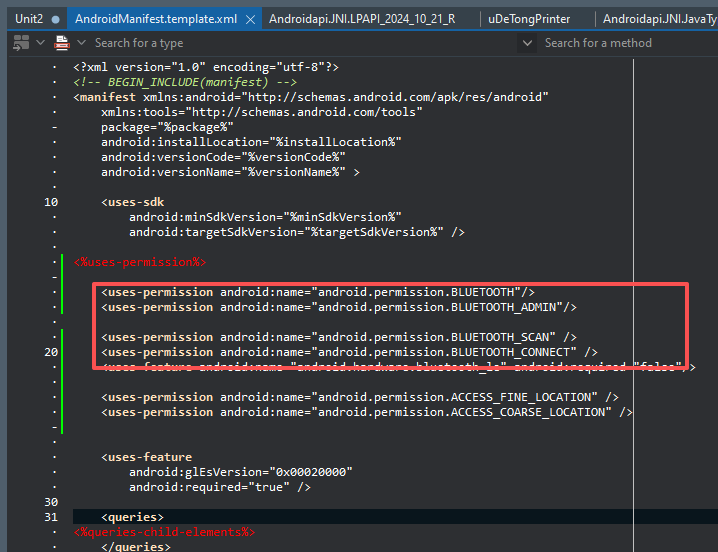 Unit2 AndroidManifest.template.xml Androidapi.JNI.LPAPI_2024_10_21_R uDeTongPrinter Androidapi.JNI.JavaTy
Search for a type Search for a method
<?xml version="1.0" encoding="utf-8"?>
<!-- BEGIN_INCLUDE(manifest) -->
<manifest xmlns:android="http://schemas.android.com/apk/res/android"
xmlns:tools="http://schemas.android.com/tools"
package="%package%"
android:installLocation="%installLocation%"
android:versionCode="%versionCode%"
android:versionName="%versionName%" >
10 <uses-sdk
android:minSdkVersion="%minSdkVersion%"
android:targetSdkVersion="%targetSdkVersion%" />
<%uses-permission%>
<uses-permission android:name="android.permission.BLUETOOTH"/>
<uses-permission android:name="android.permission.BLUETOOTH_ADMIN"/>
<uses-permission android:name="android.permission.BLUETOOTH_SCAN" />
20 <uses-permission android:name="android.permission.BLUETOOTH_CONNECT" />
<uses-feature android:name="android.hardware.bluetooth_le" android:required="false"/>
<uses-permission android:name="android.permission.ACCESS_FINE_LOCATION" />
<uses-permission android:name="android.permission.ACCESS_COARSE_LOCATION" />
<uses-feature
android:glEsVersion="0x00020000"
android:required="true" />
30
31 <queries>
<%queries-child-elements%>
</queries>